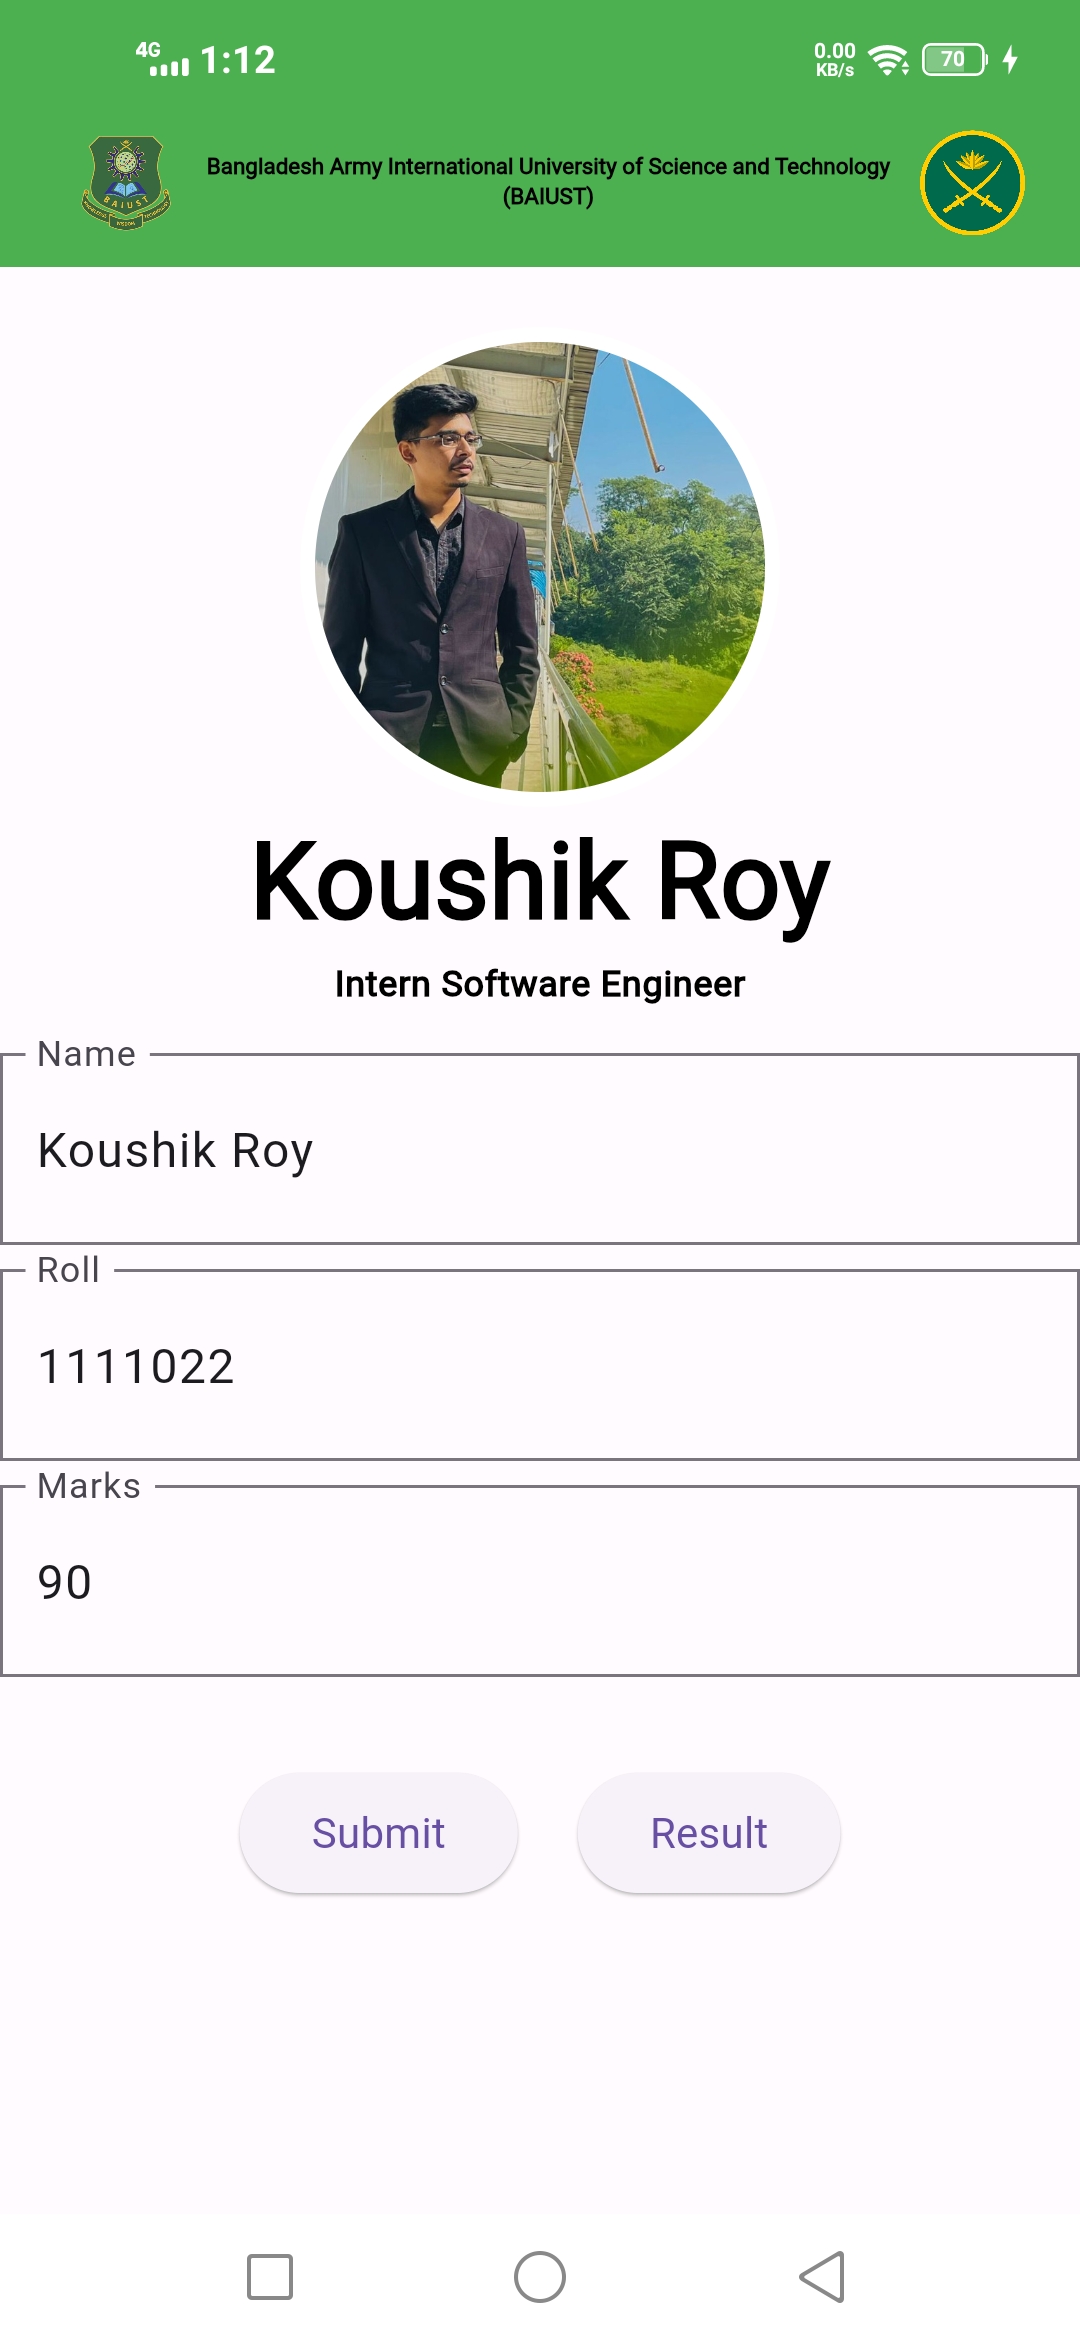 4G 1:12 0.00 KB/s 70
Bangladesh Army International University of Science and Technology
(BAIUST)
BAIUST
Koushik Roy
Intern Software Engineer
Name
Koushik Roy
Roll
1111022
Marks
90
Submit Result